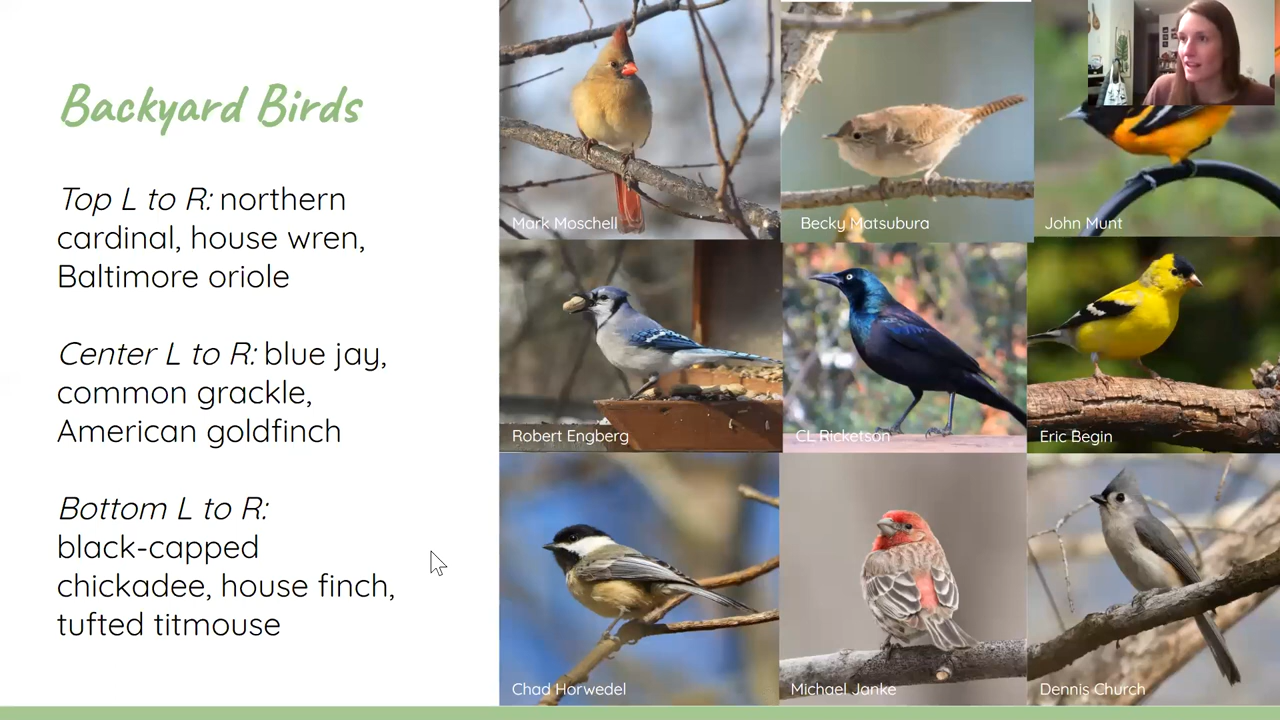 Backyard Birds
Top L to R: northern
cardinal, house wren,
Baltimore oriole
Center L to R: blue jay,
common grackle,
American goldfinch
Bottom L to R:
black-capped
chickadee, house finch,
tufted titmouse
Mark Moschell
Becky Matsubura
John Munt
Robert Engberg
CL Ricketson
Eric Begin
Chad Horwedel
Michael Janke
Dennis Church